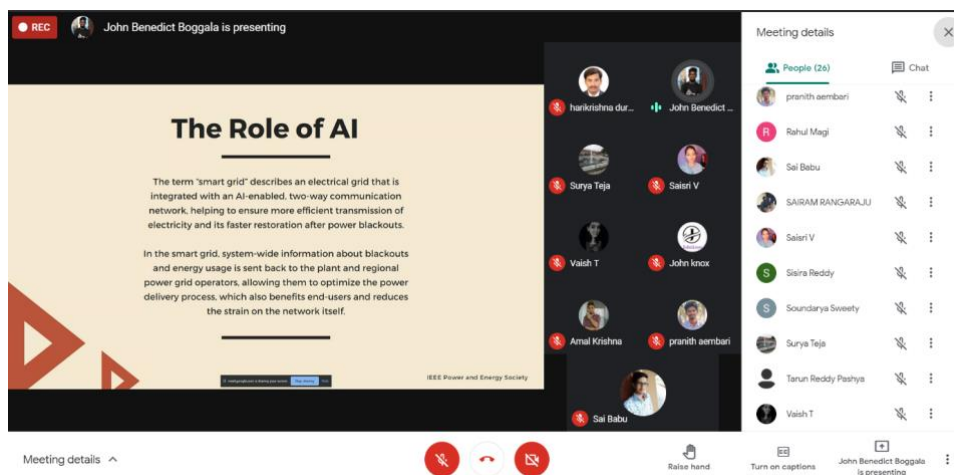 REC
John Benedict Boggala is presenting
The Role of AI
The term "smart grid" describes an electrical grid that is
integrated with an AI-enabled, two-way communication
network, helping to ensure more efficient transmission of
electricity and its faster restoration after power blackouts.
In the smart grid, system-wide information about blackouts
and energy usage is sent back to the plant and regional
power grid operators, allowing them to optimize the power
delivery process, which also benefits end-users and reduces
the strain on the network itself.
IEEE Power and Energy Society
harikrishna dur...
John Benedict ...
Surya Teja
Saisri V
Vaish T
John knox
Amal Krishna
pranith aembari
Sai Babu
Meeting details
People (26)
Chat
pranith aembari
R
Rahul Magi
Sai Babu
SAIRAM RANGARAJU
Saisri V
S
Sisira Reddy
S
Soundarya Sweety
Surya Teja
Tarun Reddy Pashya
Vaish T
Meeting details
Raise hand
Turn on captions
John Benedict Boggala
is presenting